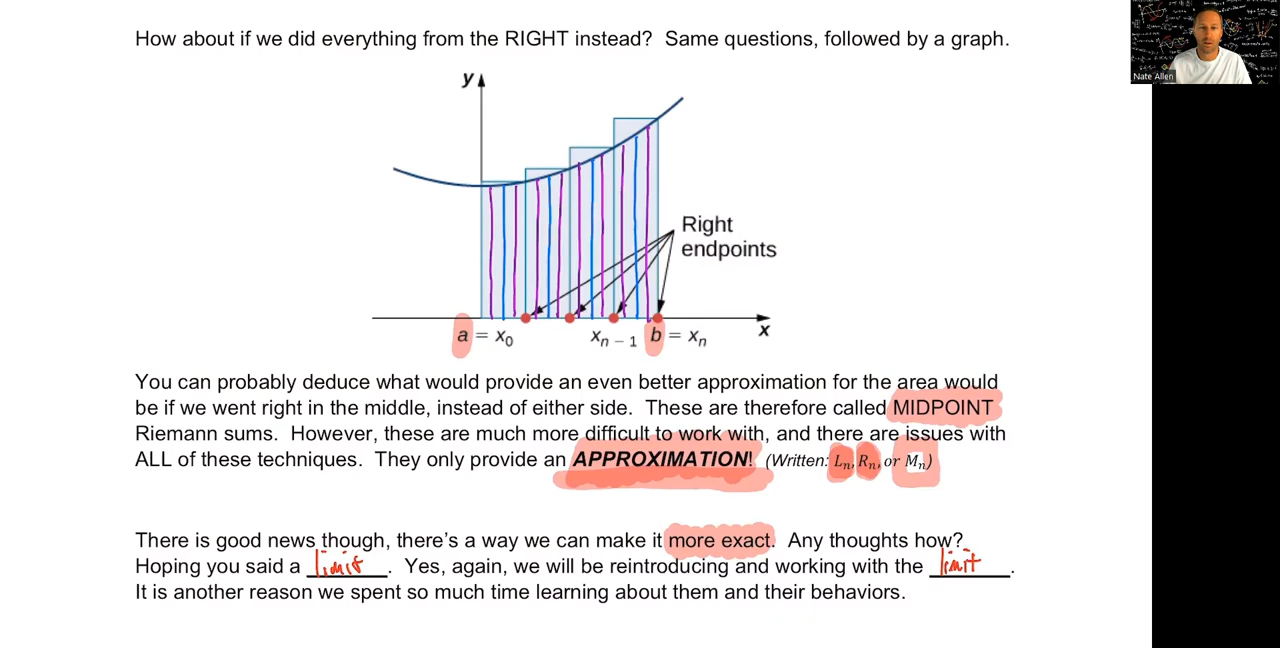 How about if we did everything from the RIGHT instead? Same questions, followed by a graph.
Nate Allen
y
Right
endpoints
a = x₀
xₙ₋₁
b = xₙ
x
You can probably deduce what would provide an even better approximation for the area would
be if we went right in the middle, instead of either side. These are therefore called MIDPOINT
Riemann sums. However, these are much more difficult to work with, and there are issues with
ALL of these techniques. They only provide an APPROXIMATION! (Written: Lₙ, Rₙ, or Mₙ)
There is good news though, there's a way we can make it more exact. Any thoughts how?
Hoping you said a limit. Yes, again, we will be reintroducing and working with the limit.
It is another reason we spent so much time learning about them and their behaviors.